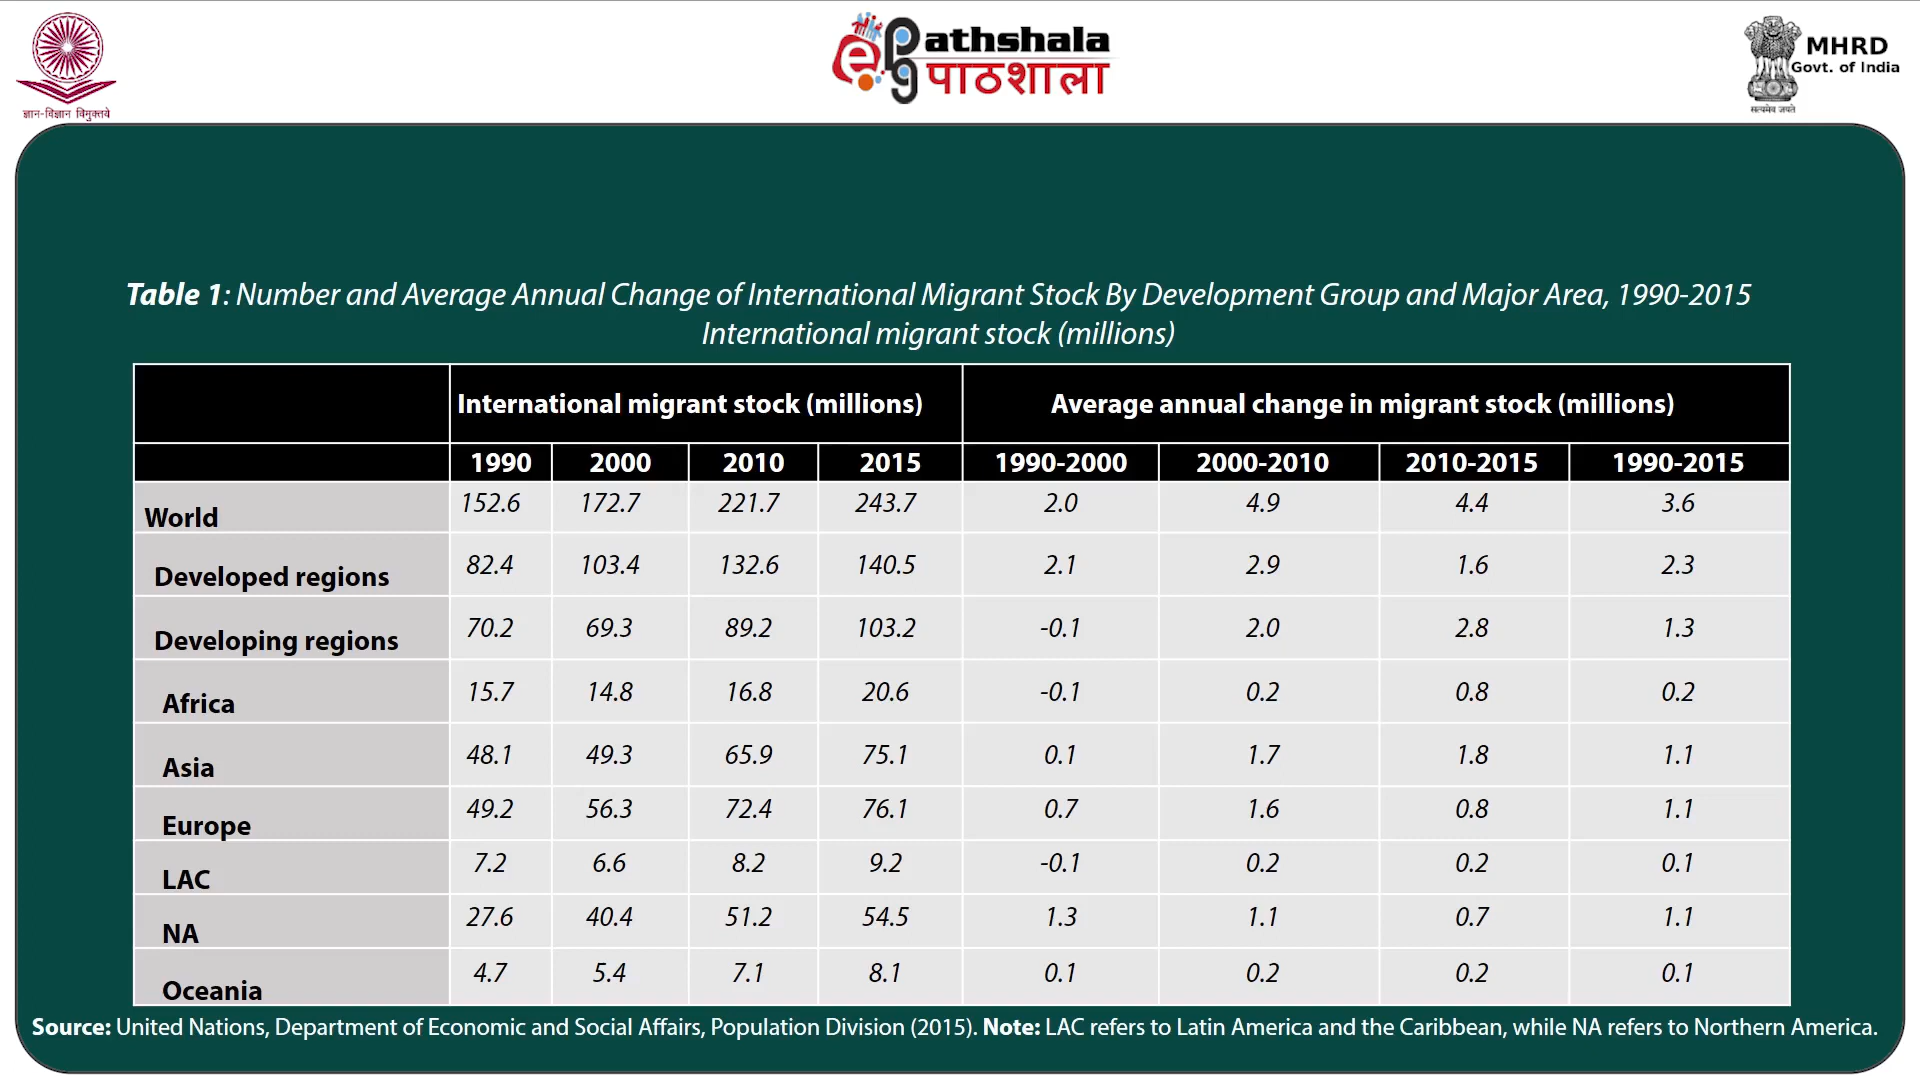 ज्ञान-विज्ञान विमुक्तये
ePG Pathshala
पाठशाला
MHRD
Govt. of India
सत्यमेव जयते
Table 1: Number and Average Annual Change of International Migrant Stock By Development Group and Major Area, 1990-2015
International migrant stock (millions)
International migrant stock (millions) Average annual change in migrant stock (millions)
1990 2000 2010 2015 1990-2000 2000-2010 2010-2015 1990-2015
World 152.6 172.7 221.7 243.7 2.0 4.9 4.4 3.6
Developed regions 82.4 103.4 132.6 140.5 2.1 2.9 1.6 2.3
Developing regions 70.2 69.3 89.2 103.2 -0.1 2.0 2.8 1.3
Africa 15.7 14.8 16.8 20.6 -0.1 0.2 0.8 0.2
Asia 48.1 49.3 65.9 75.1 0.1 1.7 1.8 1.1
Europe 49.2 56.3 72.4 76.1 0.7 1.6 0.8 1.1
LAC 7.2 6.6 8.2 9.2 -0.1 0.2 0.2 0.1
NA 27.6 40.4 51.2 54.5 1.3 1.1 0.7 1.1
Oceania 4.7 5.4 7.1 8.1 0.1 0.2 0.2 0.1
Source: United Nations, Department of Economic and Social Affairs, Population Division (2015). Note: LAC refers to Latin America and the Caribbean, while NA refers to Northern America.